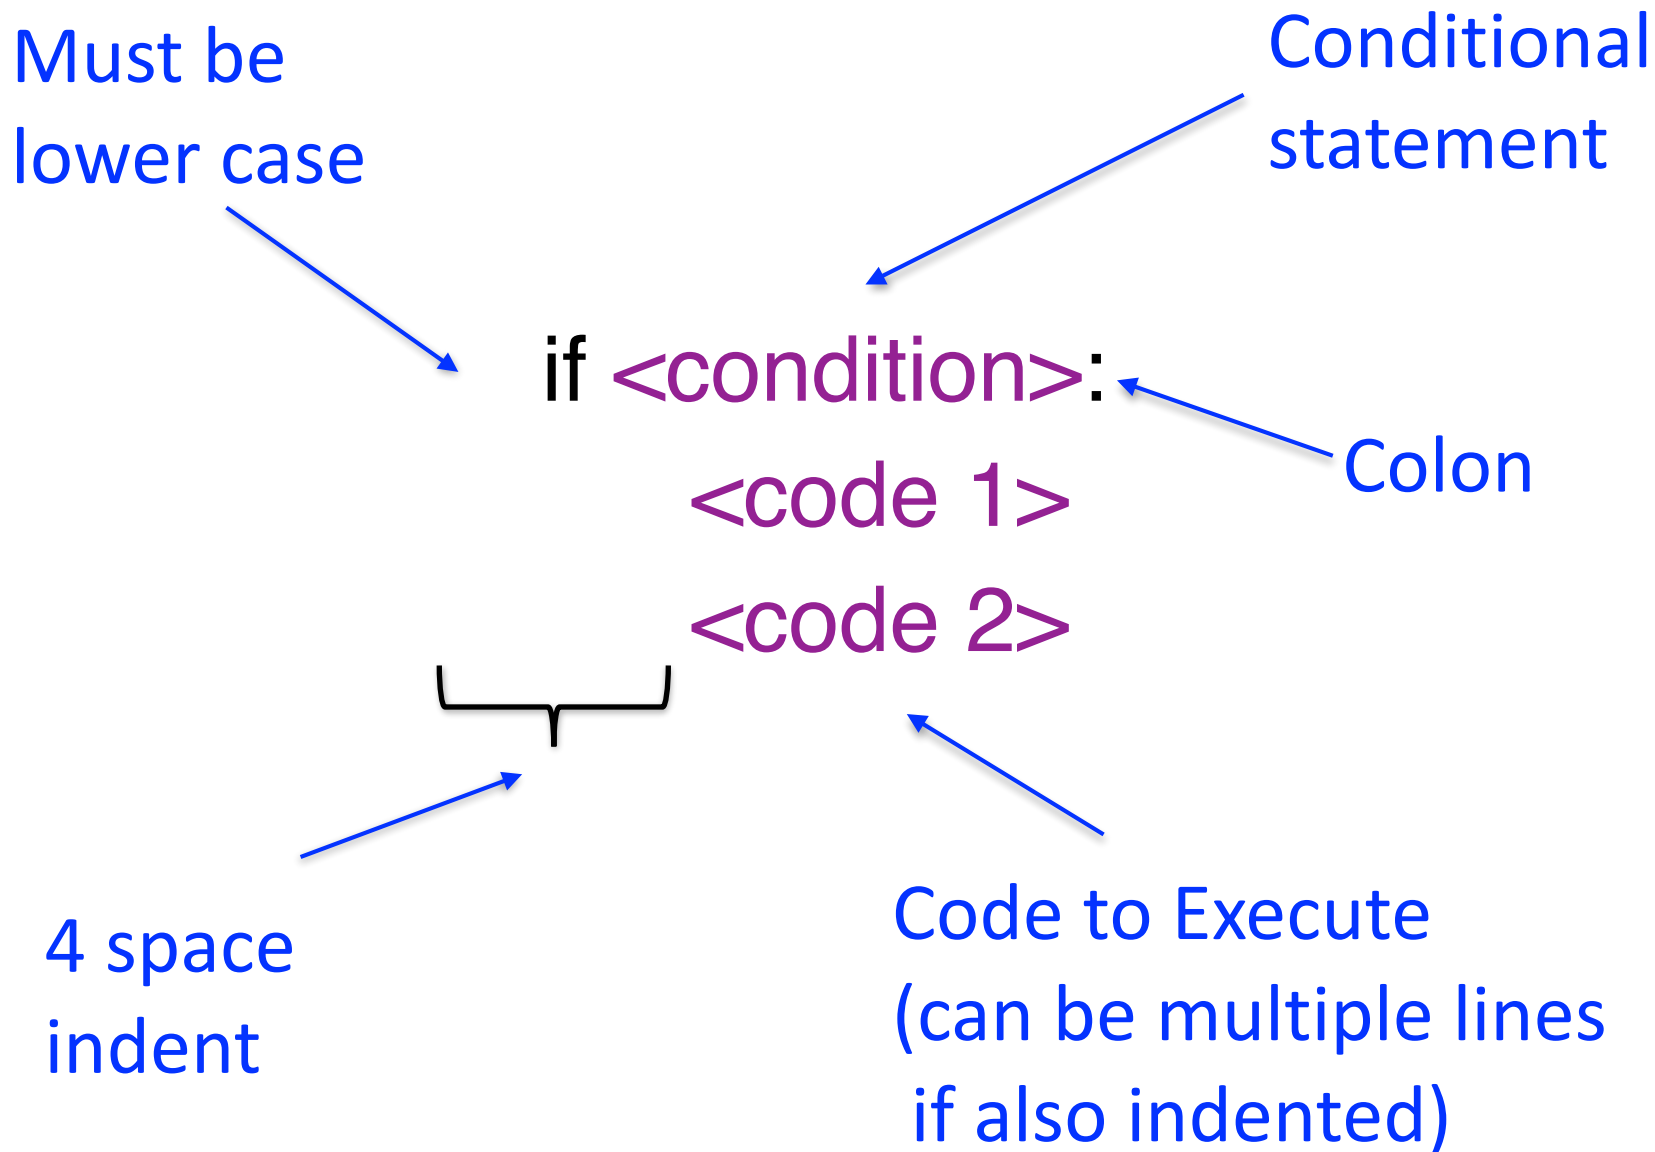 Must be
lower case
Conditional
statement
if <condition>:
Colon
<code 1>
<code 2>
4 space
indent
Code to Execute
(can be multiple lines
if also indented)